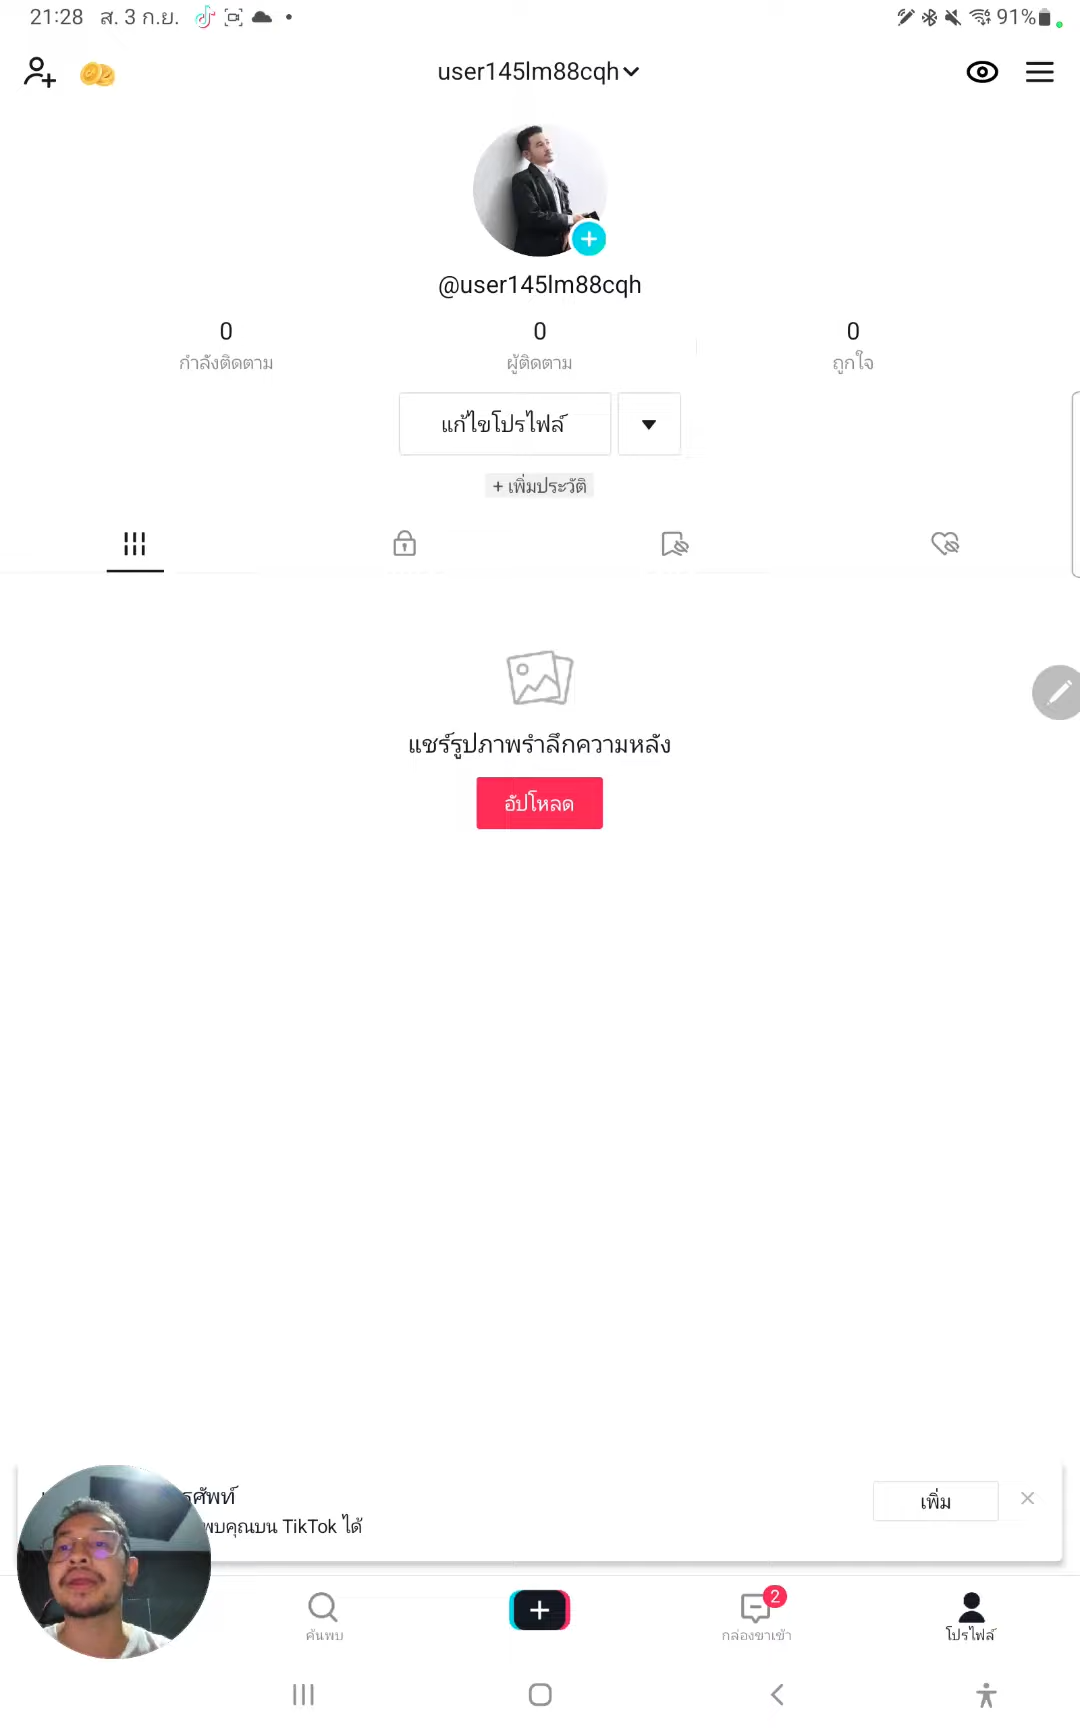 21:28 ส. 3 ก.ย. 91%
user145lm88cqh
@user145lm88cqh
0 0 0
กำลังติดตาม ผู้ติดตาม ถูกใจ
แก้ไขโปรไฟล์
+ เพิ่มประวัติ
แชร์รูปภาพรำลึกความหลัง
อัปโหลด
เพิ่ม
พบคุณบน TikTok ได้
2
ค้นพบ กล่องขาเข้า โปรไฟล์